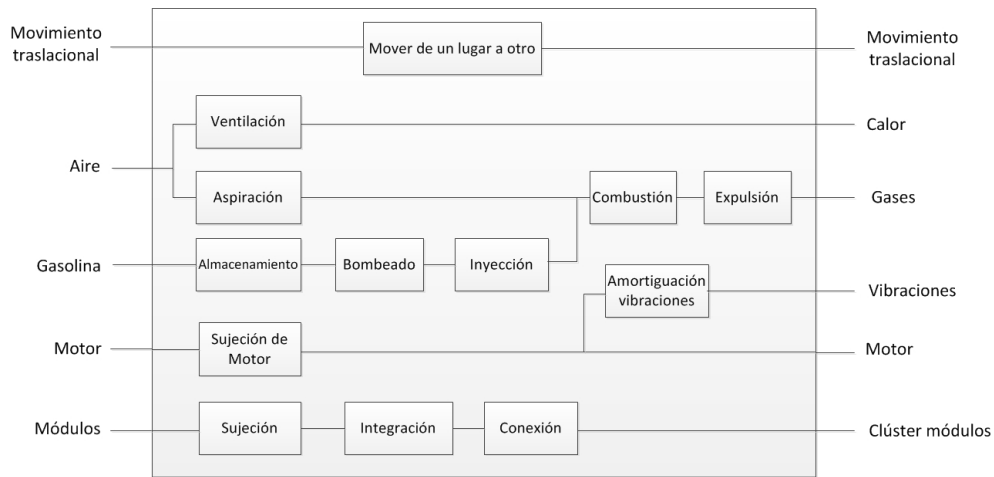 Movimiento
traslacional
Mover de un lugar a otro
Movimiento
traslacional
Aire
Ventilación
Calor
Aspiración
Combustión
Expulsión
Gases
Gasolina
Almacenamiento
Bombeado
Inyección
Amortiguación
vibraciones
Vibraciones
Motor
Sujeción de
Motor
Motor
Módulos
Sujeción
Integración
Conexión
Clúster módulos